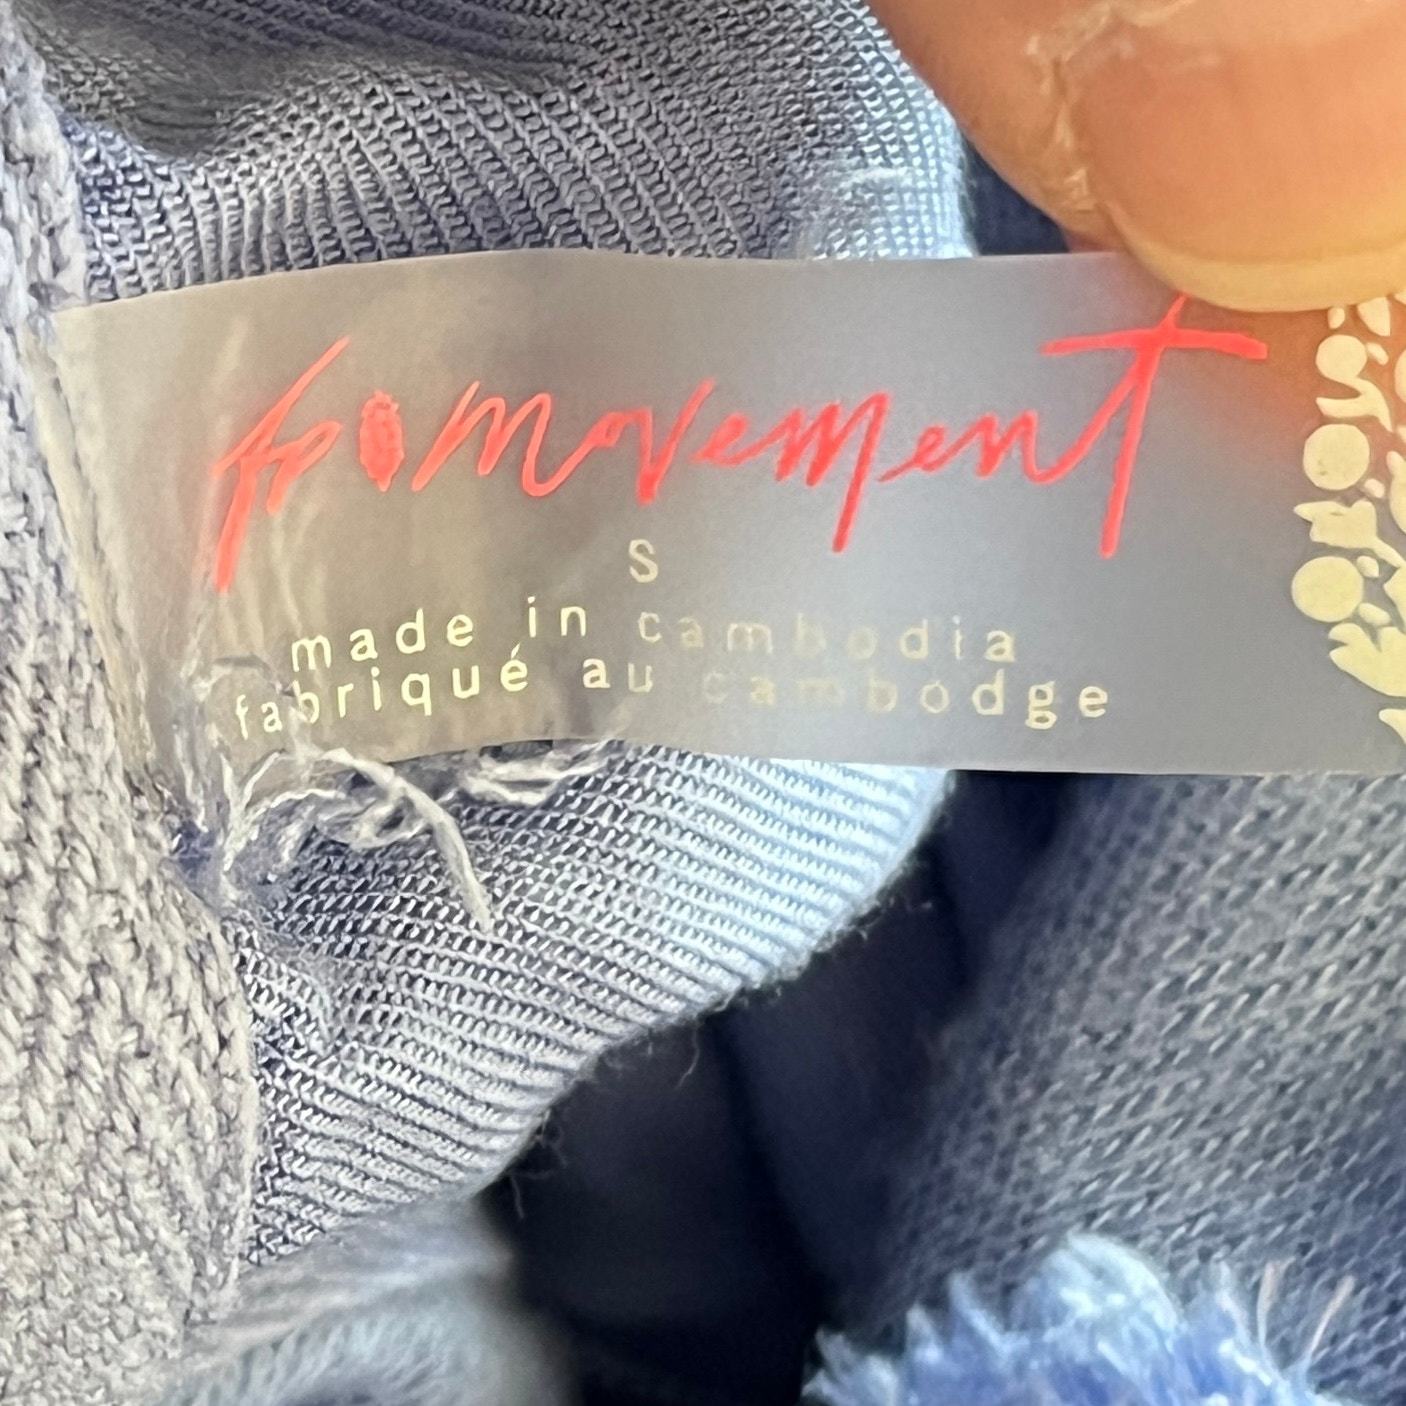 fp movement
S
made in cambodia
fabriqué au cambodge